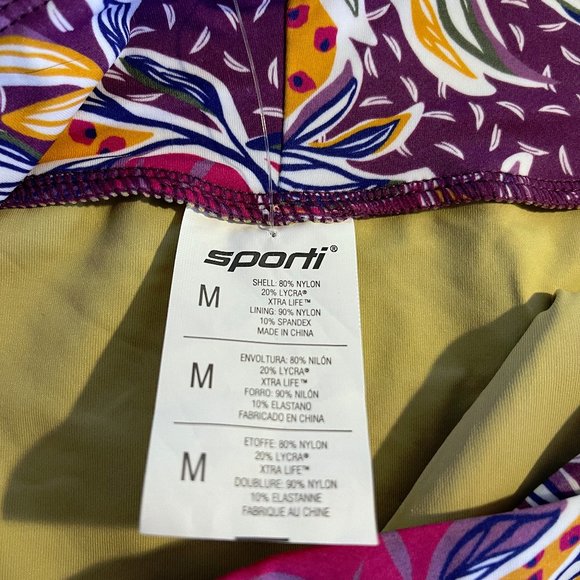 sporti®
M
SHELL: 80% NYLON
20% LYCRA®
XTRA LIFE™
LINING: 90% NYLON
10% SPANDEX
MADE IN CHINA
M
ENVOLTURA: 80% NILÓN
20% LYCRA®
XTRA LIFE™
FORRO: 90% NILÓN
10% ELASTANO
FABRICADO EN CHINA
M
ETOFFE: 80% NYLON
20% LYCRA®
XTRA LIFE™
DOUBLURE: 90% NYLON
10% ELASTANNE
FABRIQUE AU CHINE